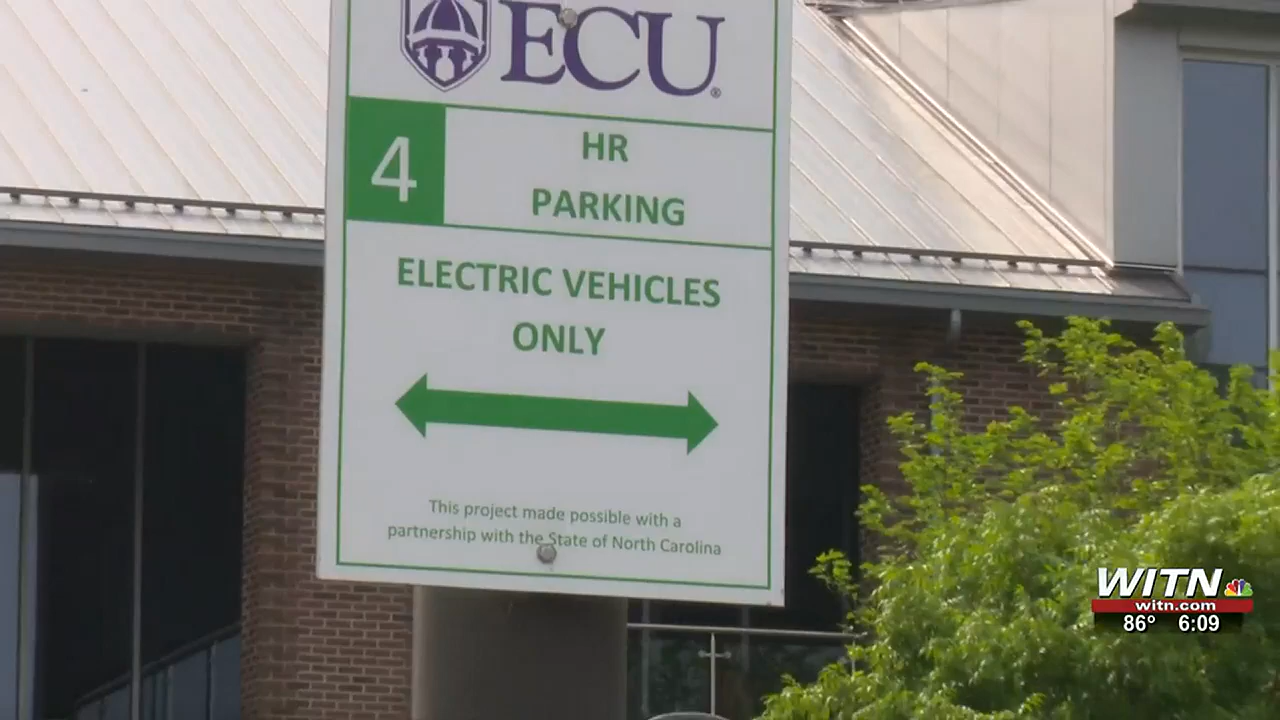 ECU®
4
HR
PARKING
ELECTRIC VEHICLES
ONLY
This project made possible with a
partnership with the State of North Carolina
WITN
witn.com
86° 6:09